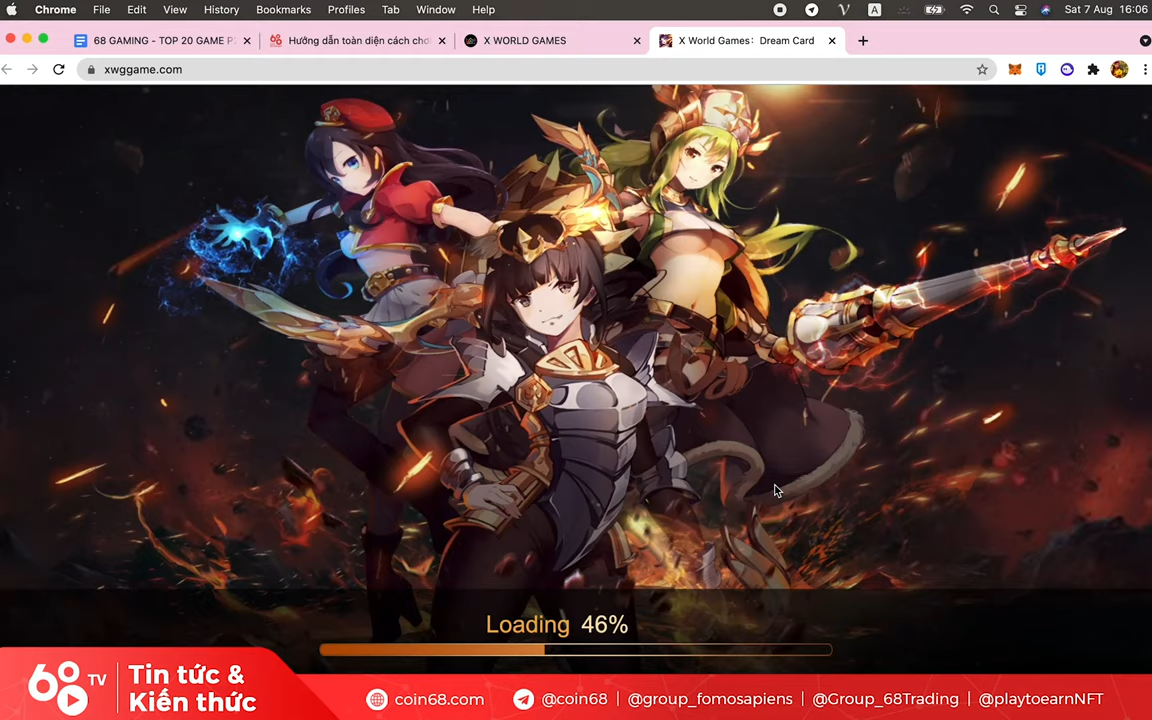 Chrome File Edit View History Bookmarks Profiles Tab Window Help A Sat 7 Aug 16:06
68 GAMING - TOP 20 GAME P Hướng dẫn toàn diện cách chơi X WORLD GAMES X World Games: Dream Card
xwggame.com
Loading 46%
68 TV Tin tức &
Kiến thức
coin68.com @coin68 | @group_fomosapiens | @Group_68Trading | @playtoearnNFT